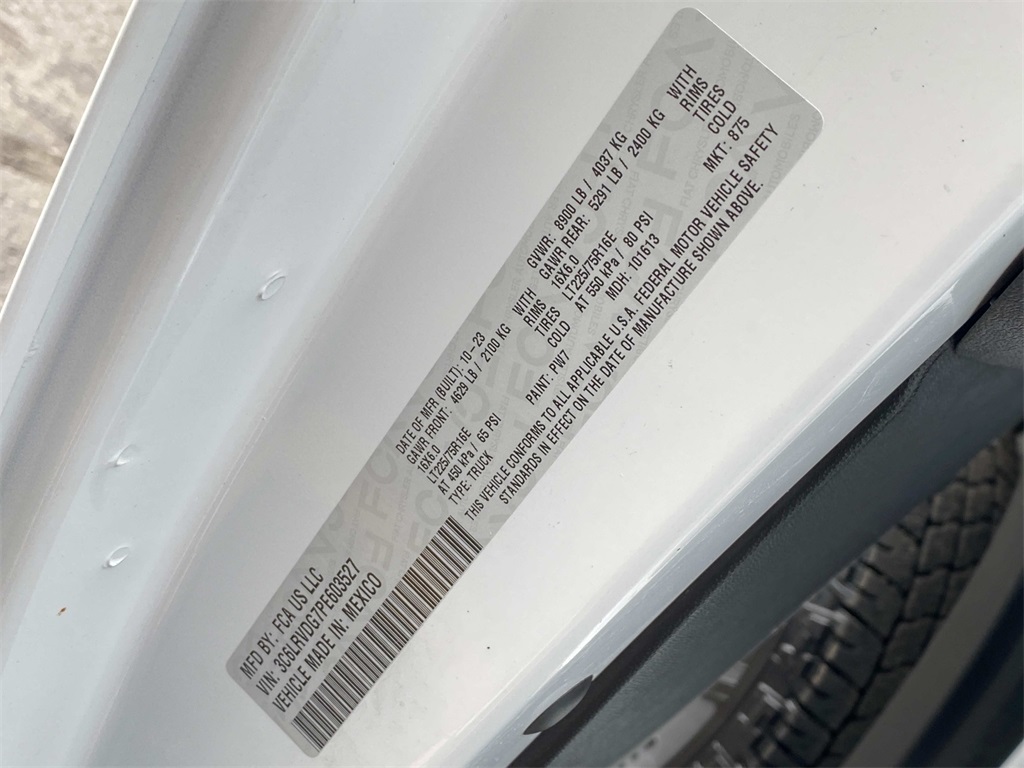 MFD BY: FCA US LLC
DATE OF MFR (BUILT): 10-23
GVWR: 8900 LB / 4037 KG
GAWR FRONT: 4629 LB / 2100 KG WITH
GAWR REAR: 5291 LB / 2400 KG WITH
16X6.0 RIMS
16X6.0 RIMS
LT225/75R16E TIRES
LT225/75R16E TIRES
AT 450 kPa / 65 PSI COLD
AT 550 kPa / 80 PSI COLD
VIN: 3C6LRVDG7PE603527
TYPE: TRUCK
PAINT: PW7
MDH: 101613
MKT: 875
VEHICLE MADE IN: MEXICO
THIS VEHICLE CONFORMS TO ALL APPLICABLE U.S.A. FEDERAL MOTOR VEHICLE SAFETY
STANDARDS IN EFFECT ON THE DATE OF MANUFACTURE SHOWN ABOVE.